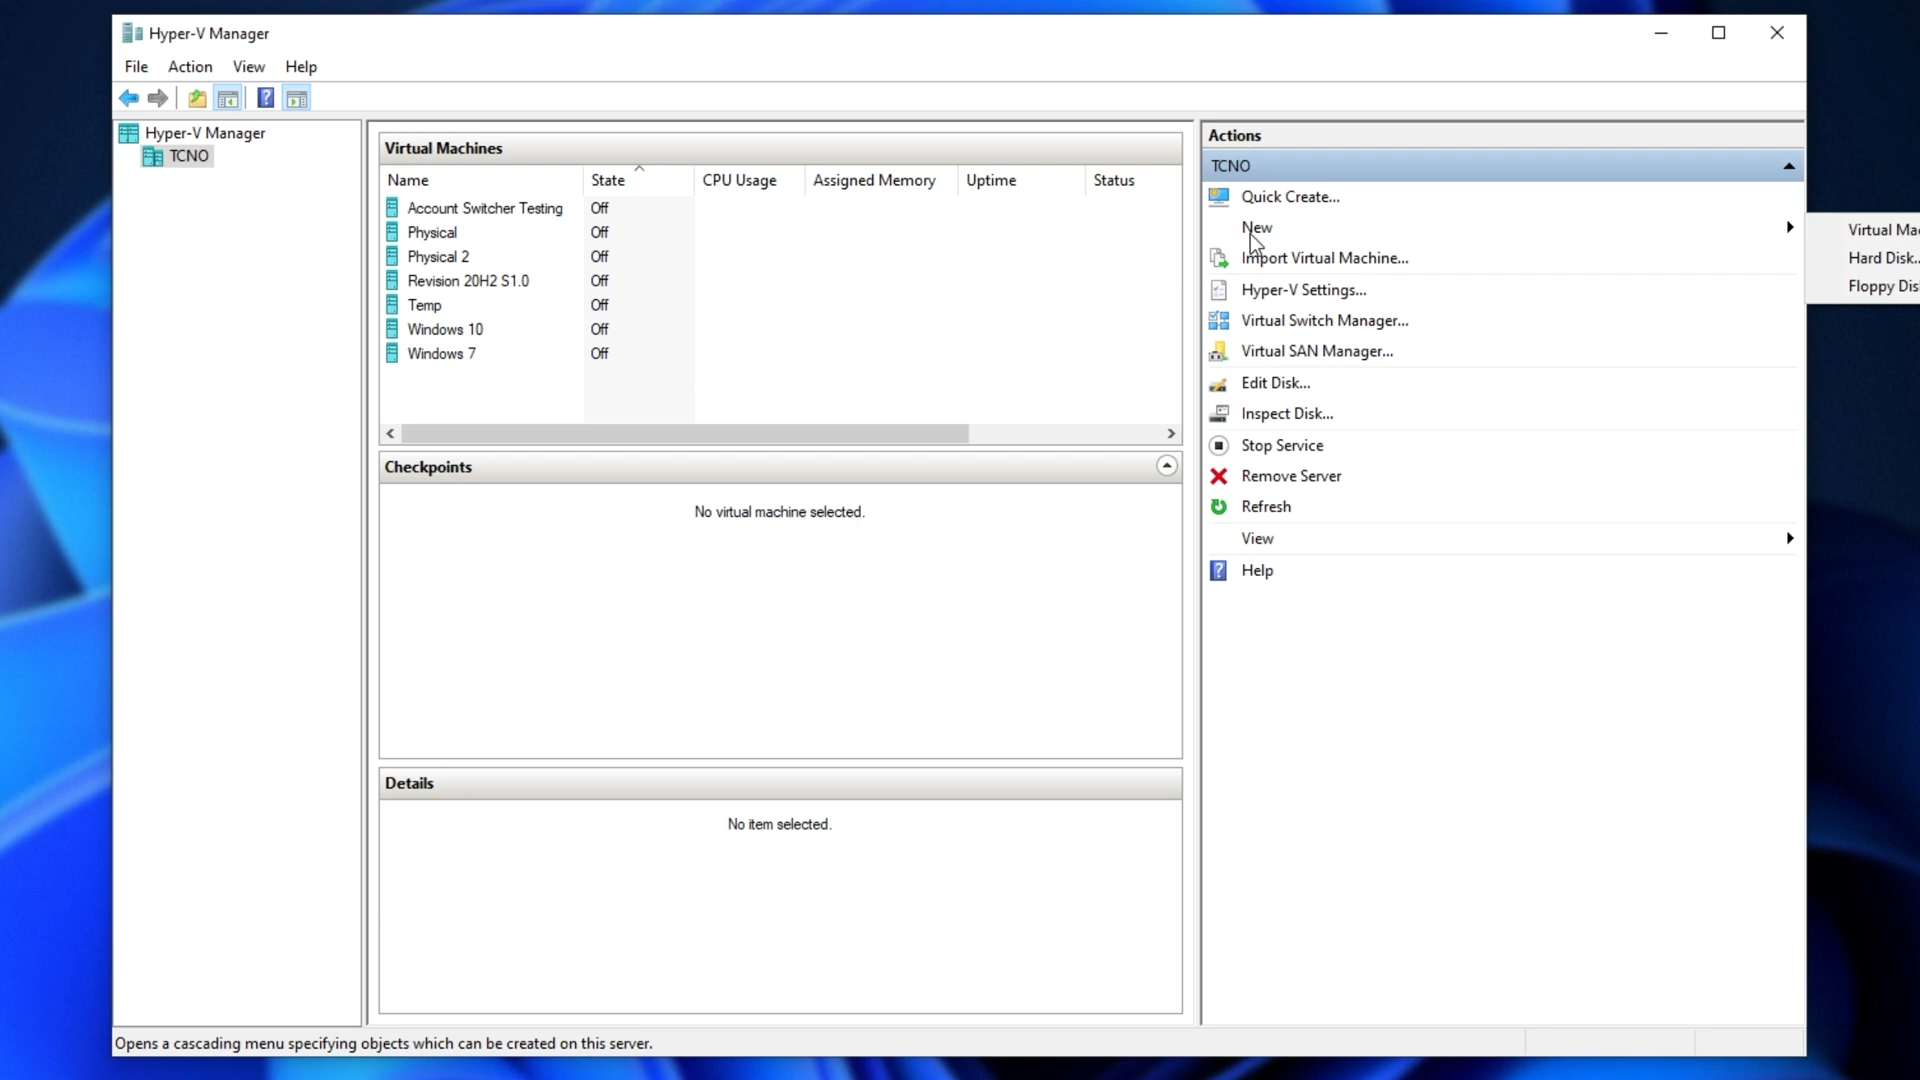 Hyper-V Manager
File Action View Help
Hyper-V Manager
TCNO
Virtual Machines
Name State CPU Usage Assigned Memory Uptime Status
Account Switcher Testing Off
Physical Off
Physical 2 Off
Revision 20H2 S1.0 Off
Temp Off
Windows 10 Off
Windows 7 Off
Checkpoints
No virtual machine selected.
Details
No item selected.
Actions
TCNO
Quick Create...
New
Import Virtual Machine...
Hyper-V Settings...
Virtual Switch Manager...
Virtual SAN Manager...
Edit Disk...
Inspect Disk...
Stop Service
Remove Server
Refresh
View
Help
Virtual Mac
Hard Disk..
Floppy Dis
Opens a cascading menu specifying objects which can be created on this server.